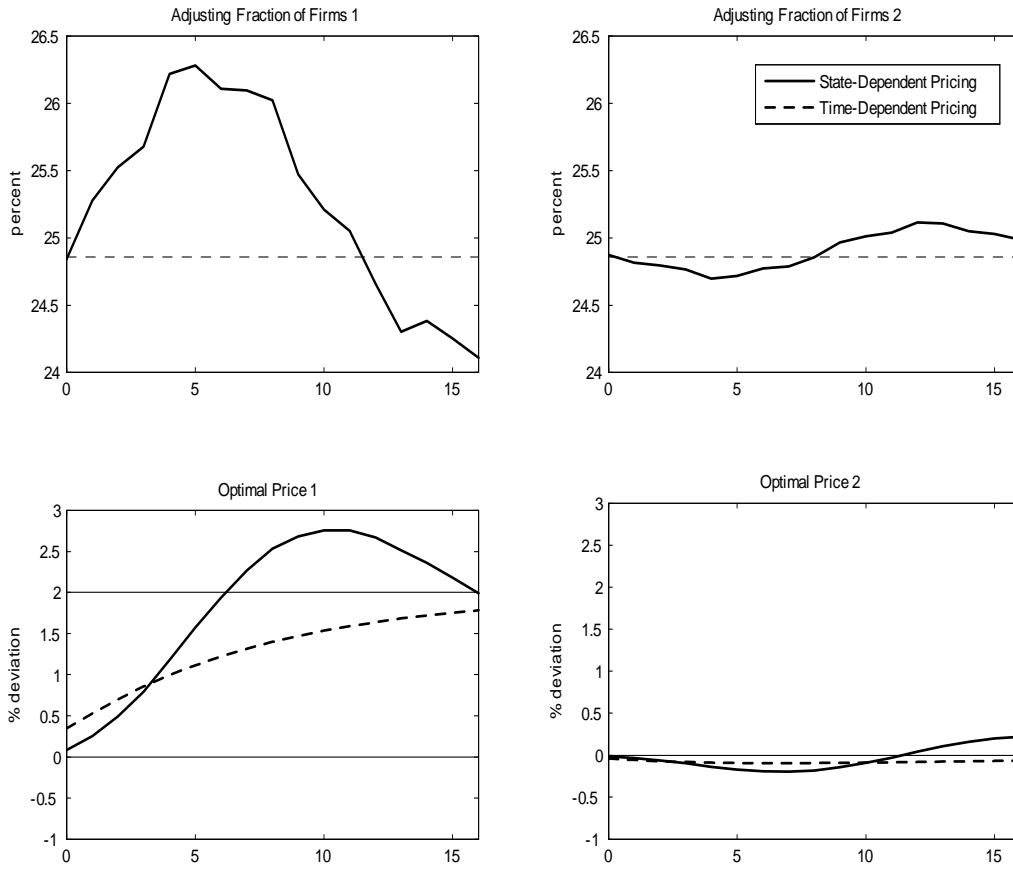 Adjusting Fraction of Firms 1
26.5
26
25.5
25
24.5
24
percent
0 5 10 15
Adjusting Fraction of Firms 2
26.5
26
25.5
25
24.5
24
percent
State-Dependent Pricing
Time-Dependent Pricing
0 5 10 15
Optimal Price 1
3
2.5
2
1.5
1
0.5
0
-0.5
-1
% deviation
0 5 10 15
Optimal Price 2
3
2.5
2
1.5
1
0.5
0
-0.5
-1
% deviation
0 5 10 15